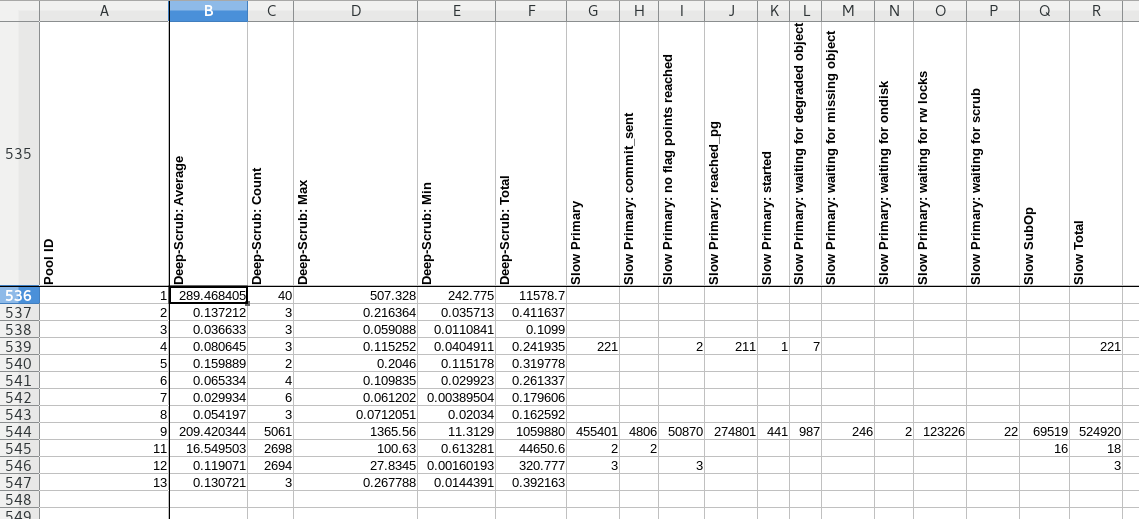 A B C D E F G H I J K L M N O P Q R
535 Pool ID Deep-Scrub: Average Deep-Scrub: Count Deep-Scrub: Max Deep-Scrub: Min Deep-Scrub: Total Slow Primary Slow Primary: commit_sent Slow Primary: no flag points reached Slow Primary: reached_pg Slow Primary: started Slow Primary: waiting for degraded object Slow Primary: waiting for missing object Slow Primary: waiting for ondisk Slow Primary: waiting for rw locks Slow Primary: waiting for scrub Slow SubOp Slow Total
536 1 289.468405 40 507.328 242.775 11578.7
537 2 0.137212 3 0.216364 0.035713 0.411637
538 3 0.036633 3 0.059088 0.0110841 0.1099
539 4 0.080645 3 0.115252 0.0404911 0.241935 221 2 211 1 7 221
540 5 0.159889 2 0.2046 0.115178 0.319778
541 6 0.065334 4 0.109835 0.029923 0.261337
542 7 0.029934 6 0.061202 0.00389504 0.179606
543 8 0.054197 3 0.0712051 0.02034 0.162592
544 9 209.420344 5061 1365.56 11.3129 1059880 455401 4806 50870 274801 441 987 246 2 123226 22 69519 524920
545 11 16.549503 2698 100.63 0.613281 44650.6 2 2 16 18
546 12 0.119071 2694 27.8345 0.00160193 320.777 3 3 3
547 13 0.130721 3 0.267788 0.0144391 0.392163
548
549